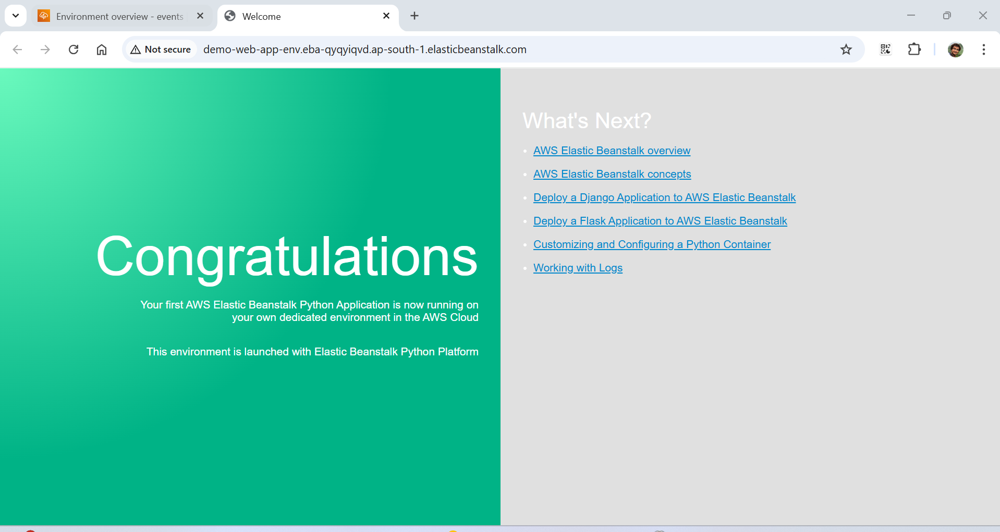 Environment overview - events
Welcome
Not secure
demo-web-app-env.eba-qyqyiqvd.ap-south-1.elasticbeanstalk.com
Congratulations
Your first AWS Elastic Beanstalk Python Application is now running on
your own dedicated environment in the AWS Cloud
This environment is launched with Elastic Beanstalk Python Platform
What's Next?
AWS Elastic Beanstalk overview
AWS Elastic Beanstalk concepts
Deploy a Django Application to AWS Elastic Beanstalk
Deploy a Flask Application to AWS Elastic Beanstalk
Customizing and Configuring a Python Container
Working with Logs